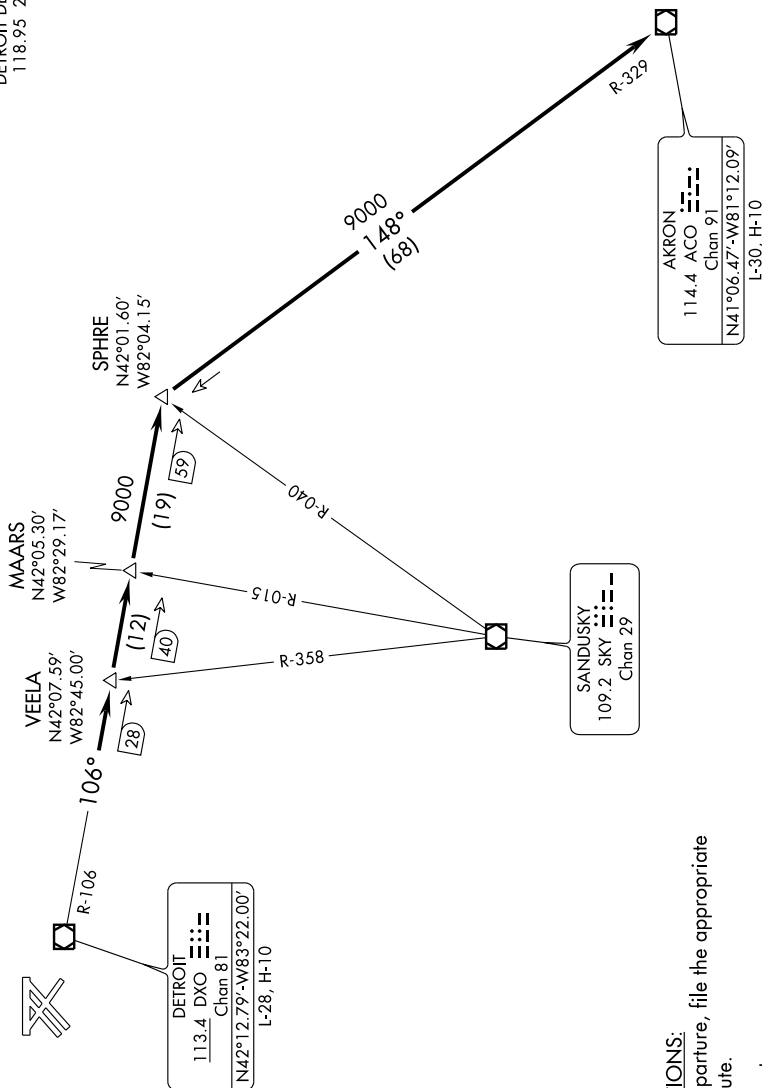 DETROIT DE
118.95 2
R-106
106°
VEELA
N42°07.59'
W82°45.00'
28
(12)
40
MAARS
N42°05.30'
W82°29.17'
9000
(19)
59
SPHRE
N42°01.60'
W82°04.15'
9000
148°
(68)
R-329
R-358
R-015
R-040
DETROIT
113.4 DXO
Chan 81
N42°12.79'-W83°22.00'
L-28, H-10
SANDUSKY
109.2 SKY
Chan 29
AKRON
114.4 ACO
Chan 91
N41°06.47'-W81°12.09'
L-30, H-10
IONS:
parture, file the appropriate
ute.